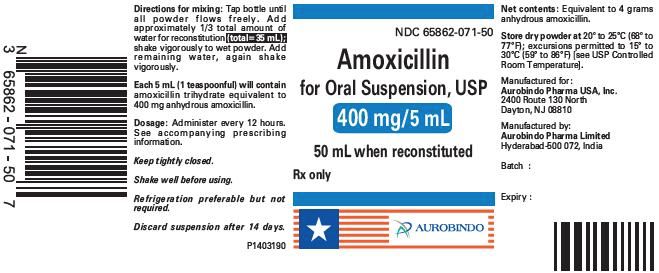 3 65862-071-50 7
Directions for mixing: Tap bottle until
all powder flows freely. Add
approximately 1/3 total amount of
water for reconstitution (total= 35 mL);
shake vigorously to wet powder. Add
remaining water, again shake
vigorously.
Each 5 mL (1 teaspoonful) will contain
amoxicillin trihydrate equivalent to
400 mg anhydrous amoxicillin.
Dosage: Administer every 12 hours.
See accompanying prescribing
information.
Keep tightly closed.
Shake well before using.
Refrigeration preferable but not
required.
Discard suspension after 14 days.
P1403190
NDC 65862-071-50
Amoxicillin
for Oral Suspension, USP
400 mg/5 mL
50 mL when reconstituted
Rx only
AUROBINDO
Net contents: Equivalent to 4 grams
anhydrous amoxicillin.
Store dry powder at 20° to 25°C (68° to
77°F); excursions permitted to 15° to
30°C (59° to 86°F) [see USP Controlled
Room Temperature].
Manufactured for:
Aurobindo Pharma USA, Inc.
2400 Route 130 North
Dayton, NJ 08810
Manufactured by:
Aurobindo Pharma Limited
Hyderabad-500 072, India
Batch :
Expiry :